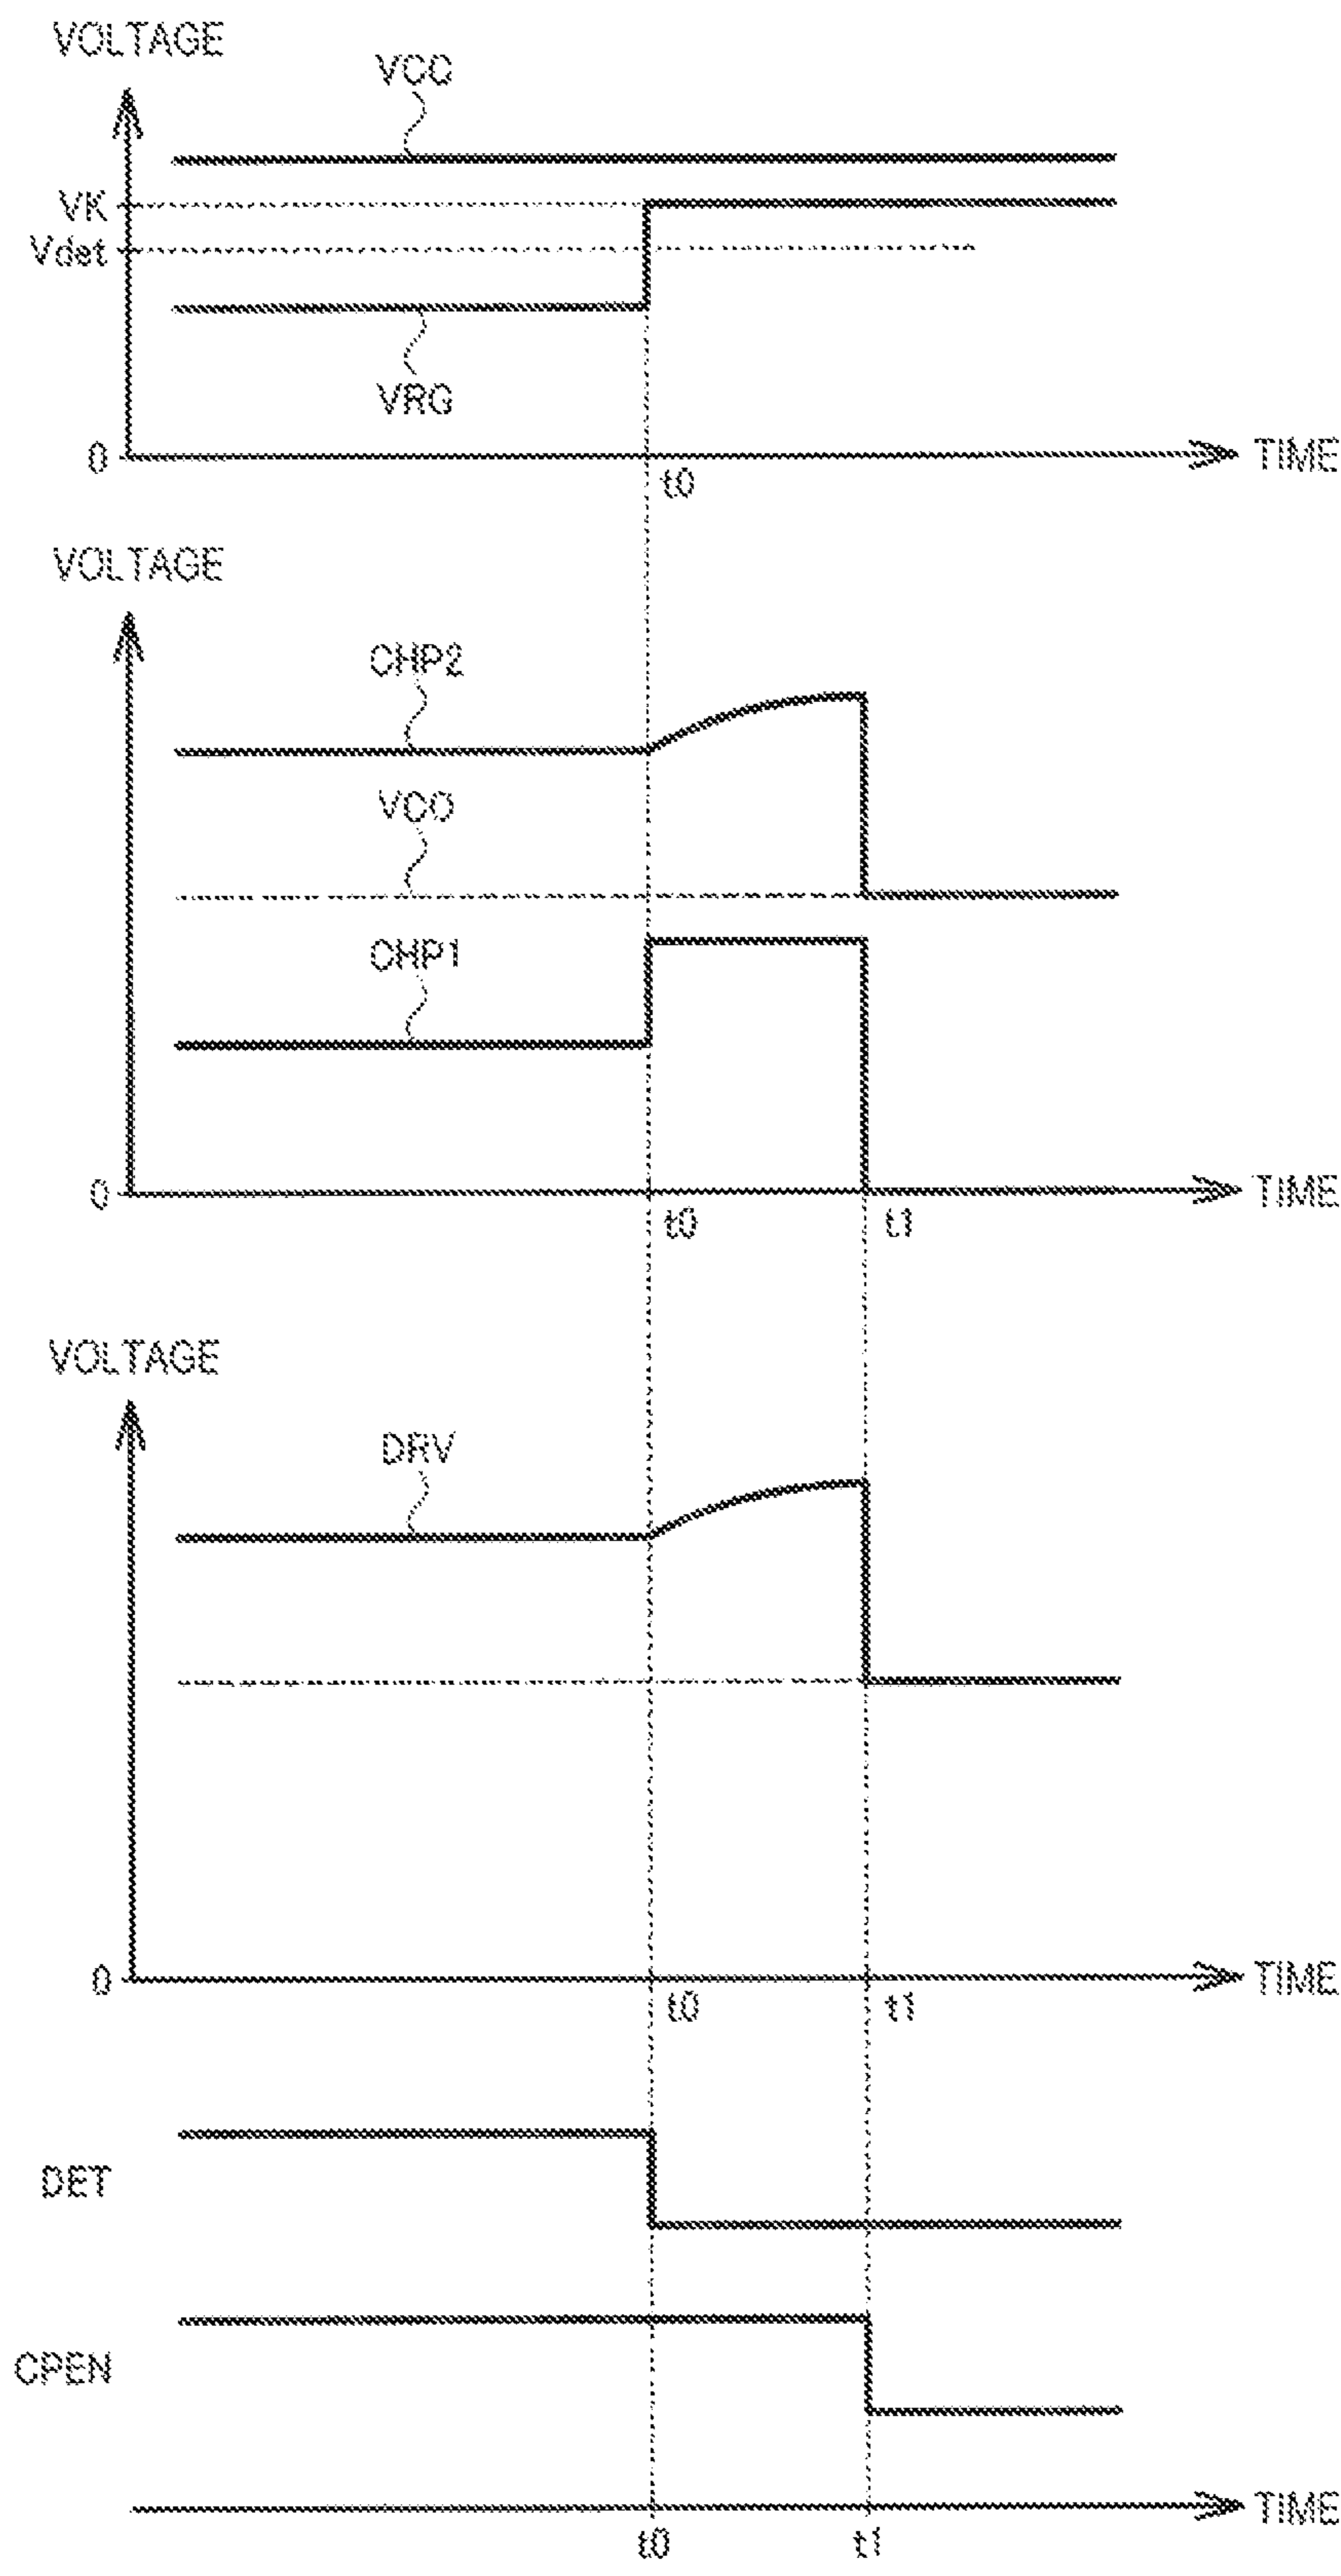 VOLTAGE
VCC
VK
Vdet
VRG
0
t0
TIME
VOLTAGE
CHP2
VCC
CHP1
0
t0
t1
TIME
VOLTAGE
DRV
0
t0
t1
TIME
DET
CPEN
TIME
t0
t1